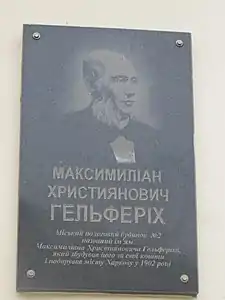 МАКСИМИЛІАН
ХРИСТИЯНОВИЧ
ГЕЛЬФЕРІХ
Міський пологовий будинок №2
названий ім'ям
Максиміліана Християновича Гельферіха,
який збудував його за свої кошти
і подарував місту Харкову у 1902 році